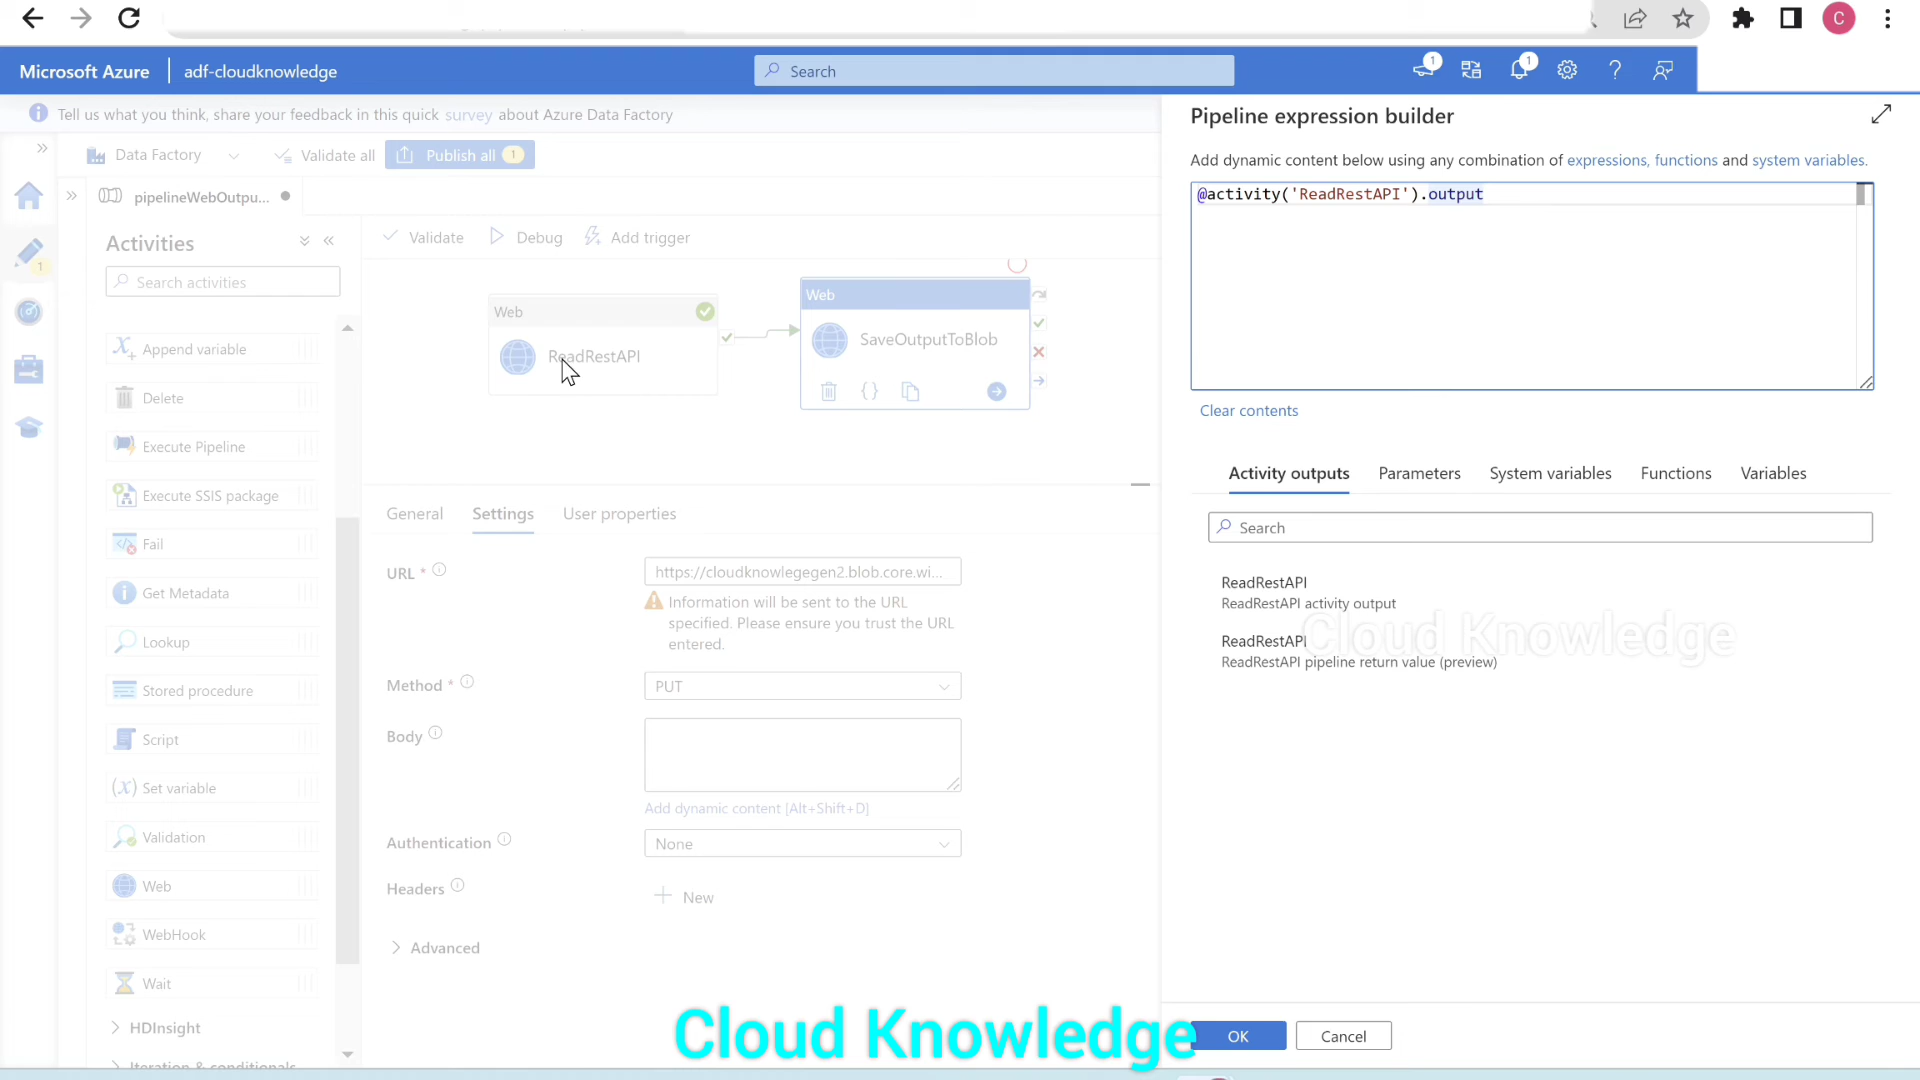 Microsoft Azure
adf-cloudknowledge
Search
1
1
C
Tell us what you think, share your feedback in this quick survey about Azure Data Factory
Data Factory
Validate all
Publish all 1
pipelineWebOutpu...
Activities
Search activities
1
Append variable
Delete
Execute Pipeline
Execute SSIS package
Fail
Get Metadata
Lookup
Stored procedure
Script
(x) Set variable
Validation
Web
WebHook
Wait
HDInsight
Iteration & conditionals
Validate
Debug
Add trigger
Web
ReadRestAPI
Web
SaveOutputToBlob
{}
General
Settings
User properties
URL *
https://cloudknowlegegen2.blob.core.wi...
Information will be sent to the URL
specified. Please ensure you trust the URL
entered.
Method *
PUT
Body
Add dynamic content [Alt+Shift+D]
Authentication
None
Headers
New
Advanced
Pipeline expression builder
Add dynamic content below using any combination of expressions, functions and system variables.
@activity('ReadRestAPI').output
Clear contents
Activity outputs
Parameters
System variables
Functions
Variables
Search
ReadRestAPI
ReadRestAPI activity output
ReadRestAPI
ReadRestAPI pipeline return value (preview)
Cloud Knowledge
OK
Cancel
Cloud Knowledge